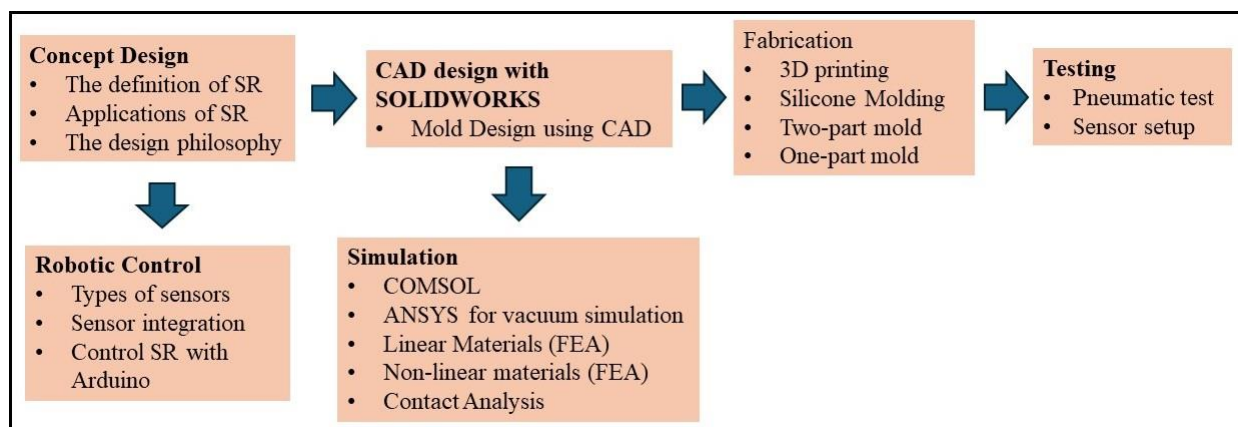 Concept Design
• The definition of SR
• Applications of SR
• The design philosophy
CAD design with
SOLIDWORKS
• Mold Design using CAD
Fabrication
• 3D printing
• Silicone Molding
• Two-part mold
• One-part mold
Testing
• Pneumatic test
• Sensor setup
Robotic Control
• Types of sensors
• Sensor integration
• Control SR with
Arduino
Simulation
• COMSOL
• ANSYS for vacuum simulation
• Linear Materials (FEA)
• Non-linear materials (FEA)
• Contact Analysis